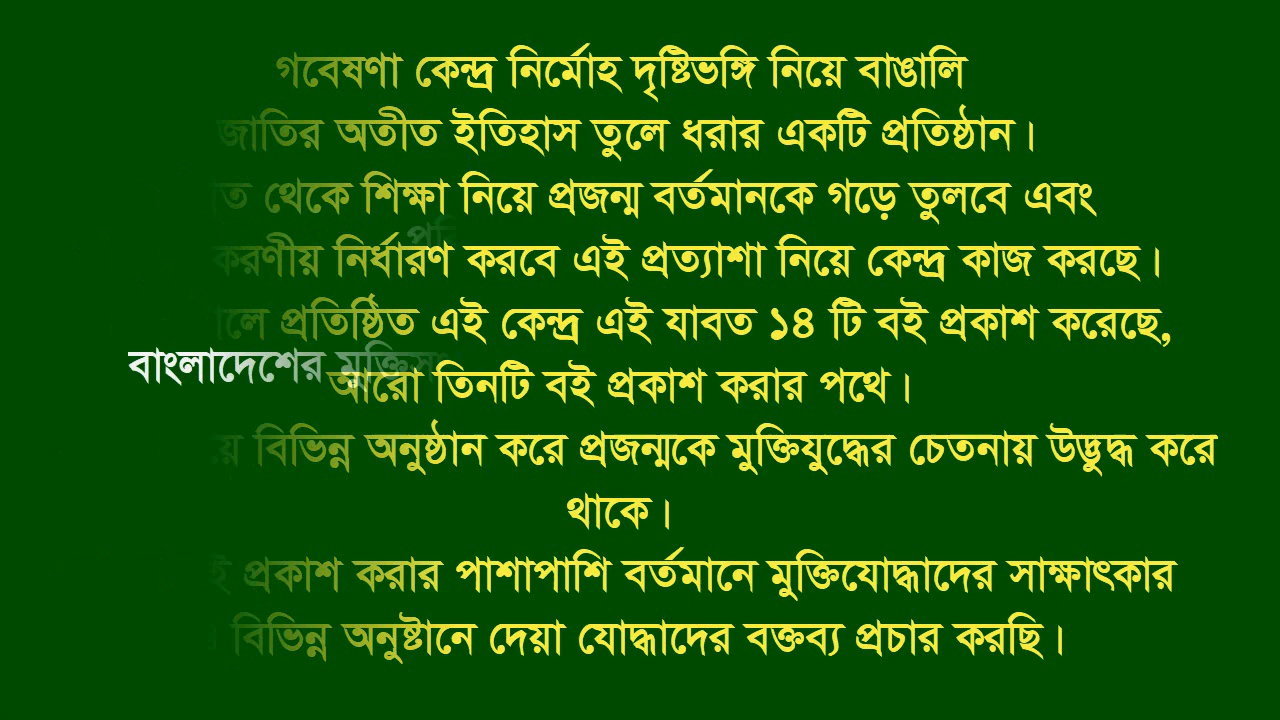 গবেষণা কেন্দ্র নির্মোহ দৃষ্টিভঙ্গি নিয়ে বাঙালি
জাতির অতীত ইতিহাস তুলে ধরার একটি প্রতিষ্ঠান।
থেকে শিক্ষা নিয়ে প্রজন্ম বর্তমানকে গড়ে তুলবে এবং
করণীয় নির্ধারণ করবে এই প্রত্যাশা নিয়ে কেন্দ্র কাজ করছে।
প্রতিষ্ঠিত এই কেন্দ্র এই যাবত ১৪ টি বই প্রকাশ করেছে,
বাংলাদেশের
আরো তিনটি বই প্রকাশ করার পথে।
বিভিন্ন অনুষ্ঠান করে প্রজন্মকে মুক্তিযুদ্ধের চেতনায় উদ্ভুদ্ধ করে
থাকে।
প্রকাশ করার পাশাপাশি বর্তমানে মুক্তিযোদ্ধাদের সাক্ষাৎকার
বিভিন্ন অনুষ্টানে দেয়া যোদ্ধাদের বক্তব্য প্রচার করছি।